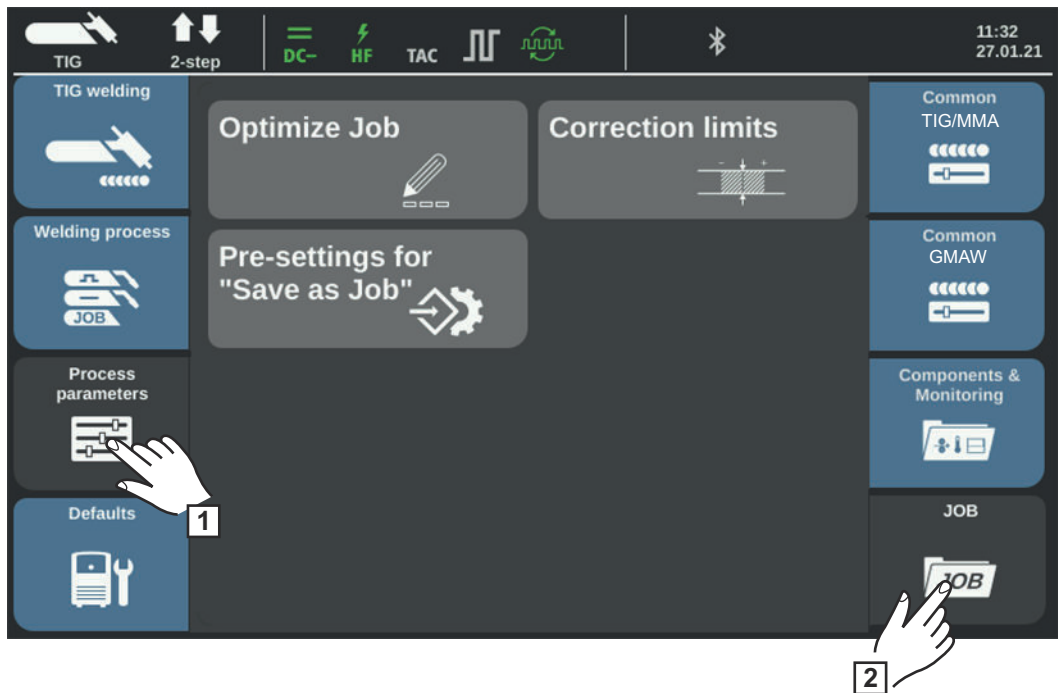 TIG
2-step
DC–
HF
TAC
11:32
27.01.21
TIG welding
Welding process
JOB
Process
parameters
1
Defaults
Optimize Job
Correction limits
- +
Pre-settings for
"Save as Job"
Common
TIG/MMA
Common
GMAW
Components &
Monitoring
JOB
JOB
2